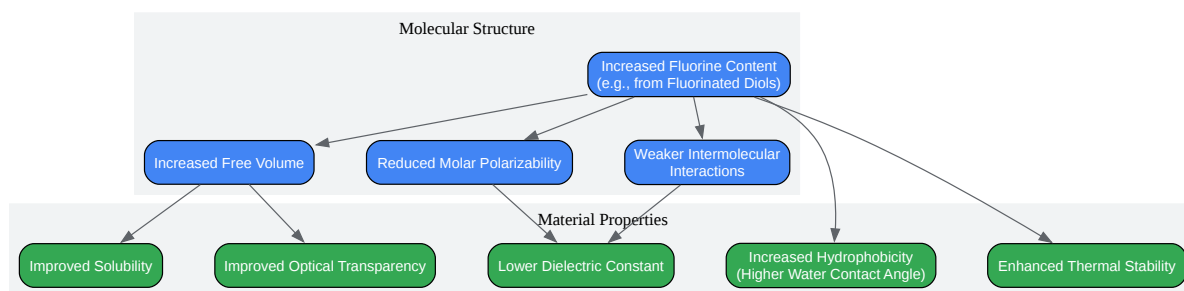 Molecular Structure
Increased Fluorine Content
(e.g., from Fluorinated Diols)
Increased Free Volume
Reduced Molar Polarizability
Weaker Intermolecular
Interactions
Material Properties
Improved Solubility
Improved Optical Transparency
Lower Dielectric Constant
Increased Hydrophobicity
(Higher Water Contact Angle)
Enhanced Thermal Stability